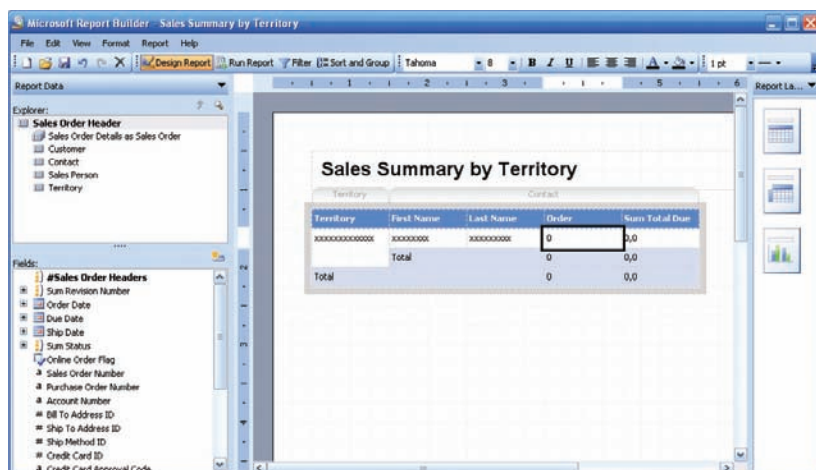 Microsoft Report Builder - Sales Summary by Territory
File Edit View Format Report Help
Design Report Run Report Filter Sort and Group Tahoma 8 B I U A 1 pt
Report Data
Report La...
1 2 3 1 5 6
Explorer:
Sales Order Header
Sales Order Details as Sales Order
Customer
Contact
Sales Person
Territory
Sales Summary by Territory
Territory Contact
Territory First Name Last Name Order Sum Total Due
xxxxxxxxxxxxx xxxxxxxx xxxxxxxxx 0 0,0
Total 0 0,0
Total 0 0,0
Fields:
#Sales Order Headers
Sum Revision Number
Order Date
Due Date
Ship Date
Sum Status
Online Order Flag
a Sales Order Number
a Purchase Order Number
a Account Number
# Bill To Address ID
# Ship To Address ID
# Ship Method ID
# Credit Card ID
a Credit Card Approval Code